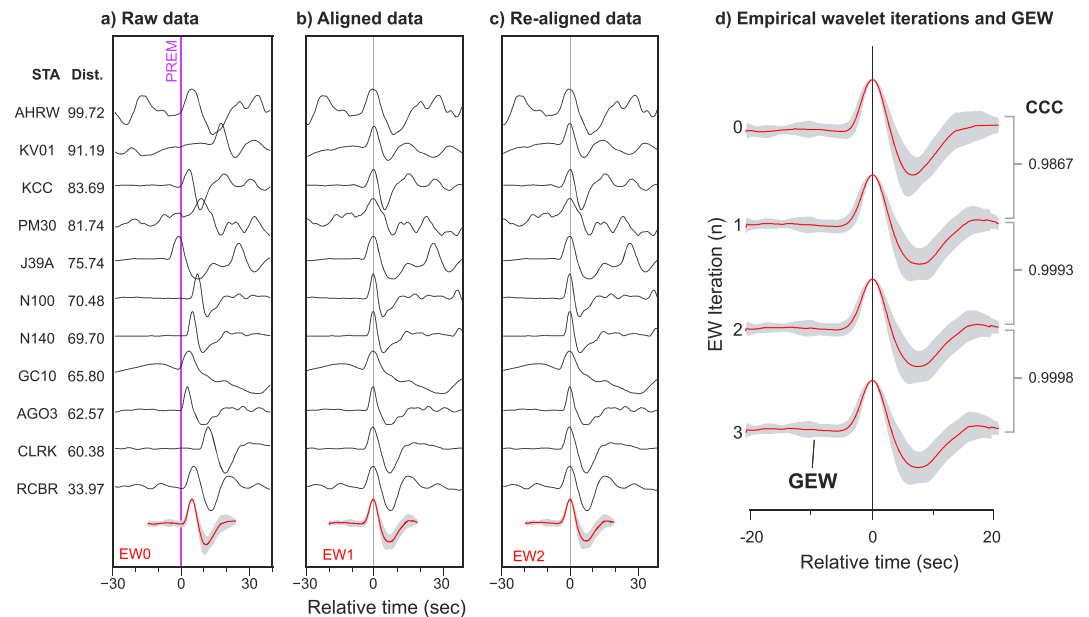 a) Raw data
b) Aligned data
c) Re-aligned data
d) Empirical wavelet iterations and GEW
PREM
STA Dist.
AHRW 99.72
KV01 91.19
KCC 83.69
PM30 81.74
J39A 75.74
N100 70.48
N140 69.70
GC10 65.80
AGO3 62.57
CLRK 60.38
RCBR 33.97
EW0
EW1
EW2
−30 0 30
−30 0 30
−30 0 30
Relative time (sec)
Relative time (sec)
EW Iteration (n)
0
1
2
3
CCC
0.9867
0.9993
0.9998
GEW
−20 0 20
Relative time (sec)